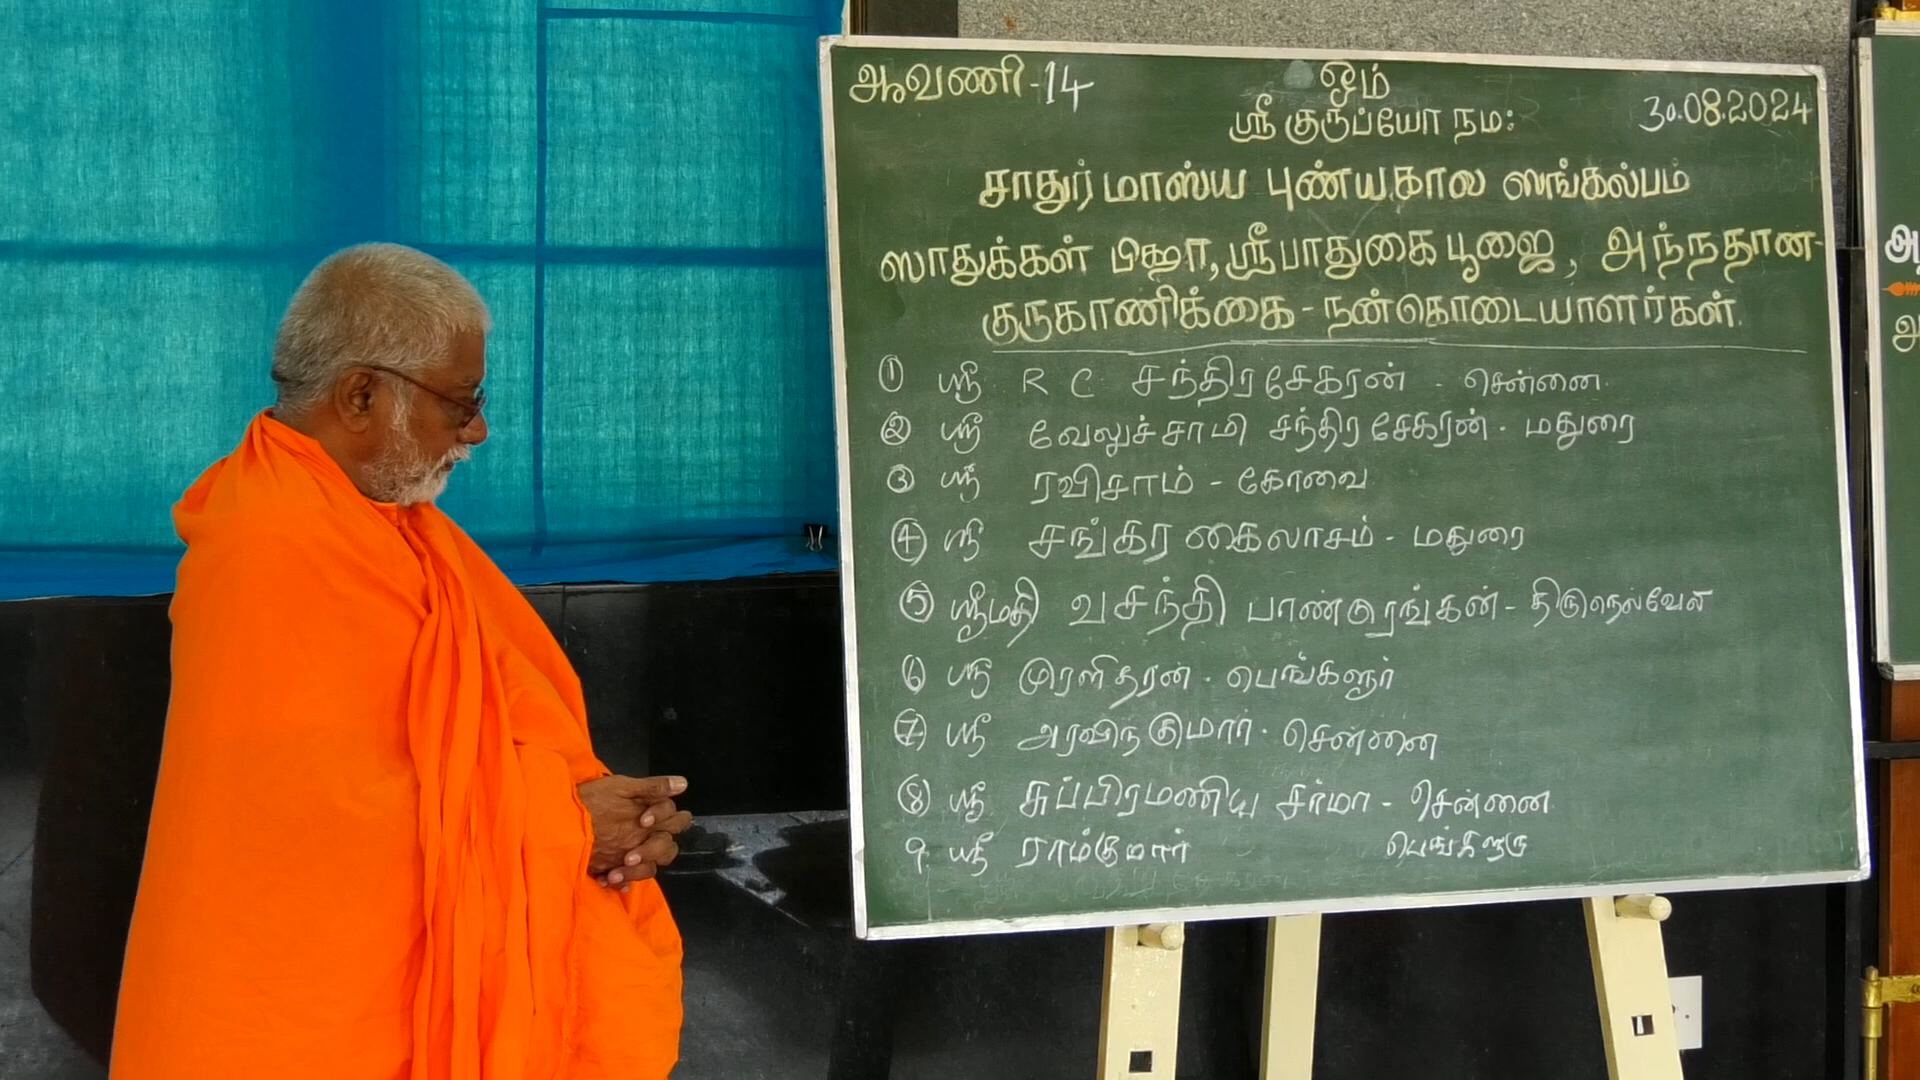 ஆவணி - 14
ஓம்
30.08.2024
ஸ்ரீ குருப்யோ நம:
சாதுர் மாஸ்ய புண்யகால ஸங்கல்பம்
ஸாதுக்கள் பிக்ஷா, ஸ்ரீபாதுகை பூஜை, அந்நதான-
குருகாணிக்கை - நன்கொடையாளர்கள்.
① ஸ்ரீ R C சந்திரசேகரன் - சென்னை.
② ஸ்ரீ வேலுச்சாமி சந்திரசேகரன் - மதுரை
③ ஸ்ரீ ரவிசாம் - கோவை
④ ஸ்ரீ சங்கர கைலாசம் - மதுரை
⑤ ஸ்ரீமதி வசந்தி பாண்டுரங்கன் - திருநெல்வேலி
⑥ ஸ்ரீ முரளிதரன் - பெங்களூர்
⑦ ஸ்ரீ அரவிந்குமார் - சென்னை
⑧ ஸ்ரீ சுப்பிரமணிய சர்மா - சென்னை
9. ஸ்ரீ ராம்குமார் பெங்களூரு